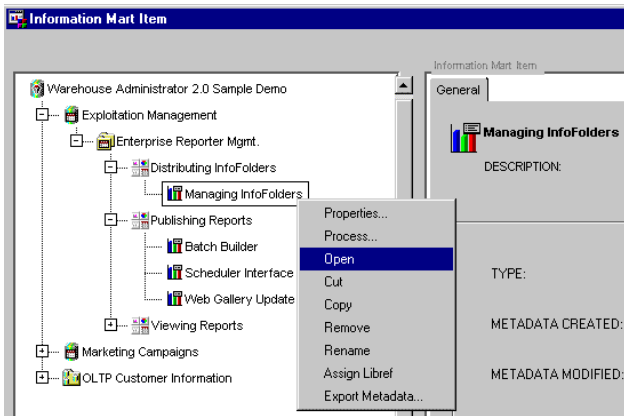 Information Mart Item
Warehouse Administrator 2.0 Sample Demo
Exploitation Management
Enterprise Reporter Mgmt.
Distributing InfoFolders
Managing InfoFolders
Publishing Reports
Batch Builder
Scheduler Interface
Web Gallery Update
Viewing Reports
Marketing Campaigns
OLTP Customer Information
Properties...
Process...
Open
Cut
Copy
Remove
Rename
Assign Libref
Export Metadata...
Information Mart Item
General
Managing InfoFolders
DESCRIPTION:
TYPE:
METADATA CREATED:
METADATA MODIFIED: